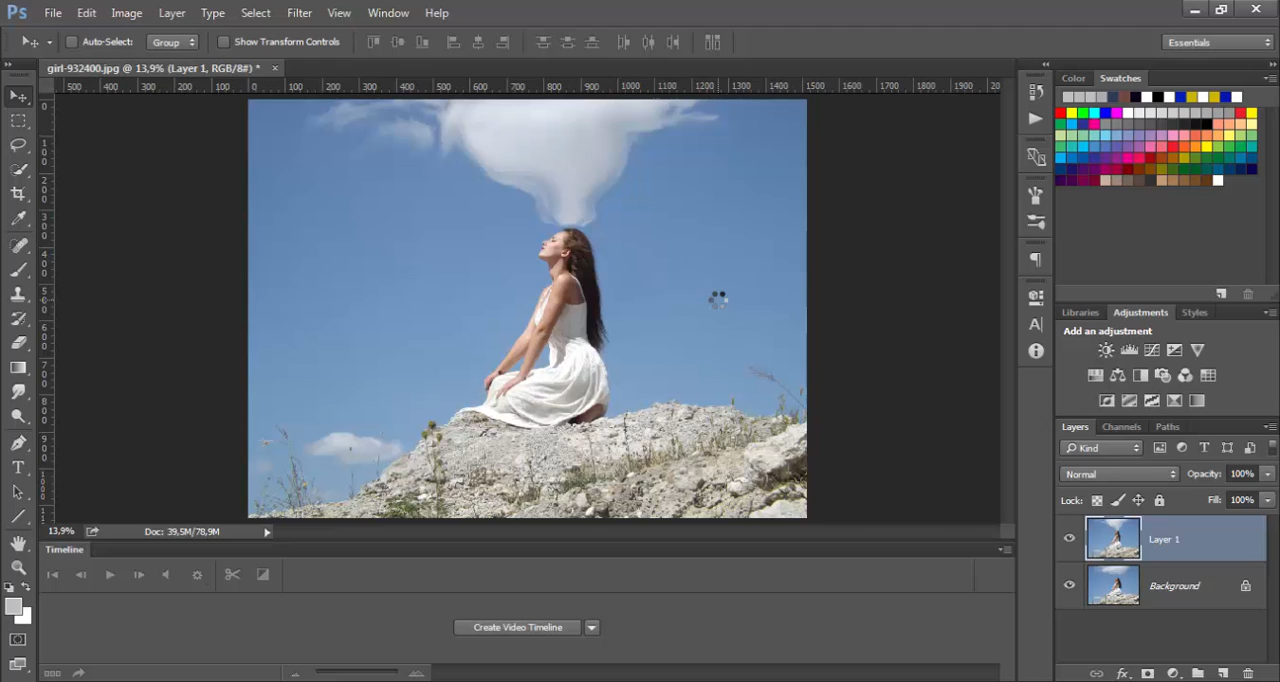 Ps File Edit Image Layer Type Select Filter 3D View Window Help
Auto-Select: Group Show Transform Controls Essentials
girl-932400.jpg @ 13,9% (Layer 1, RGB/8#) * ×
500 400 300 200 100 0 100 200 300 400 500 600 700 800 900 1000 1100 1200 1300 1400 1500 1600 1700 1800 1900
Color Swatches
Libraries Adjustments Styles
Add an adjustment
Layers Channels Paths
Kind
Normal Opacity: 100%
Lock: Fill: 100%
Layer 1
Background
13,9% Doc: 39,5M/78,9M
Timeline
Create Video Timeline